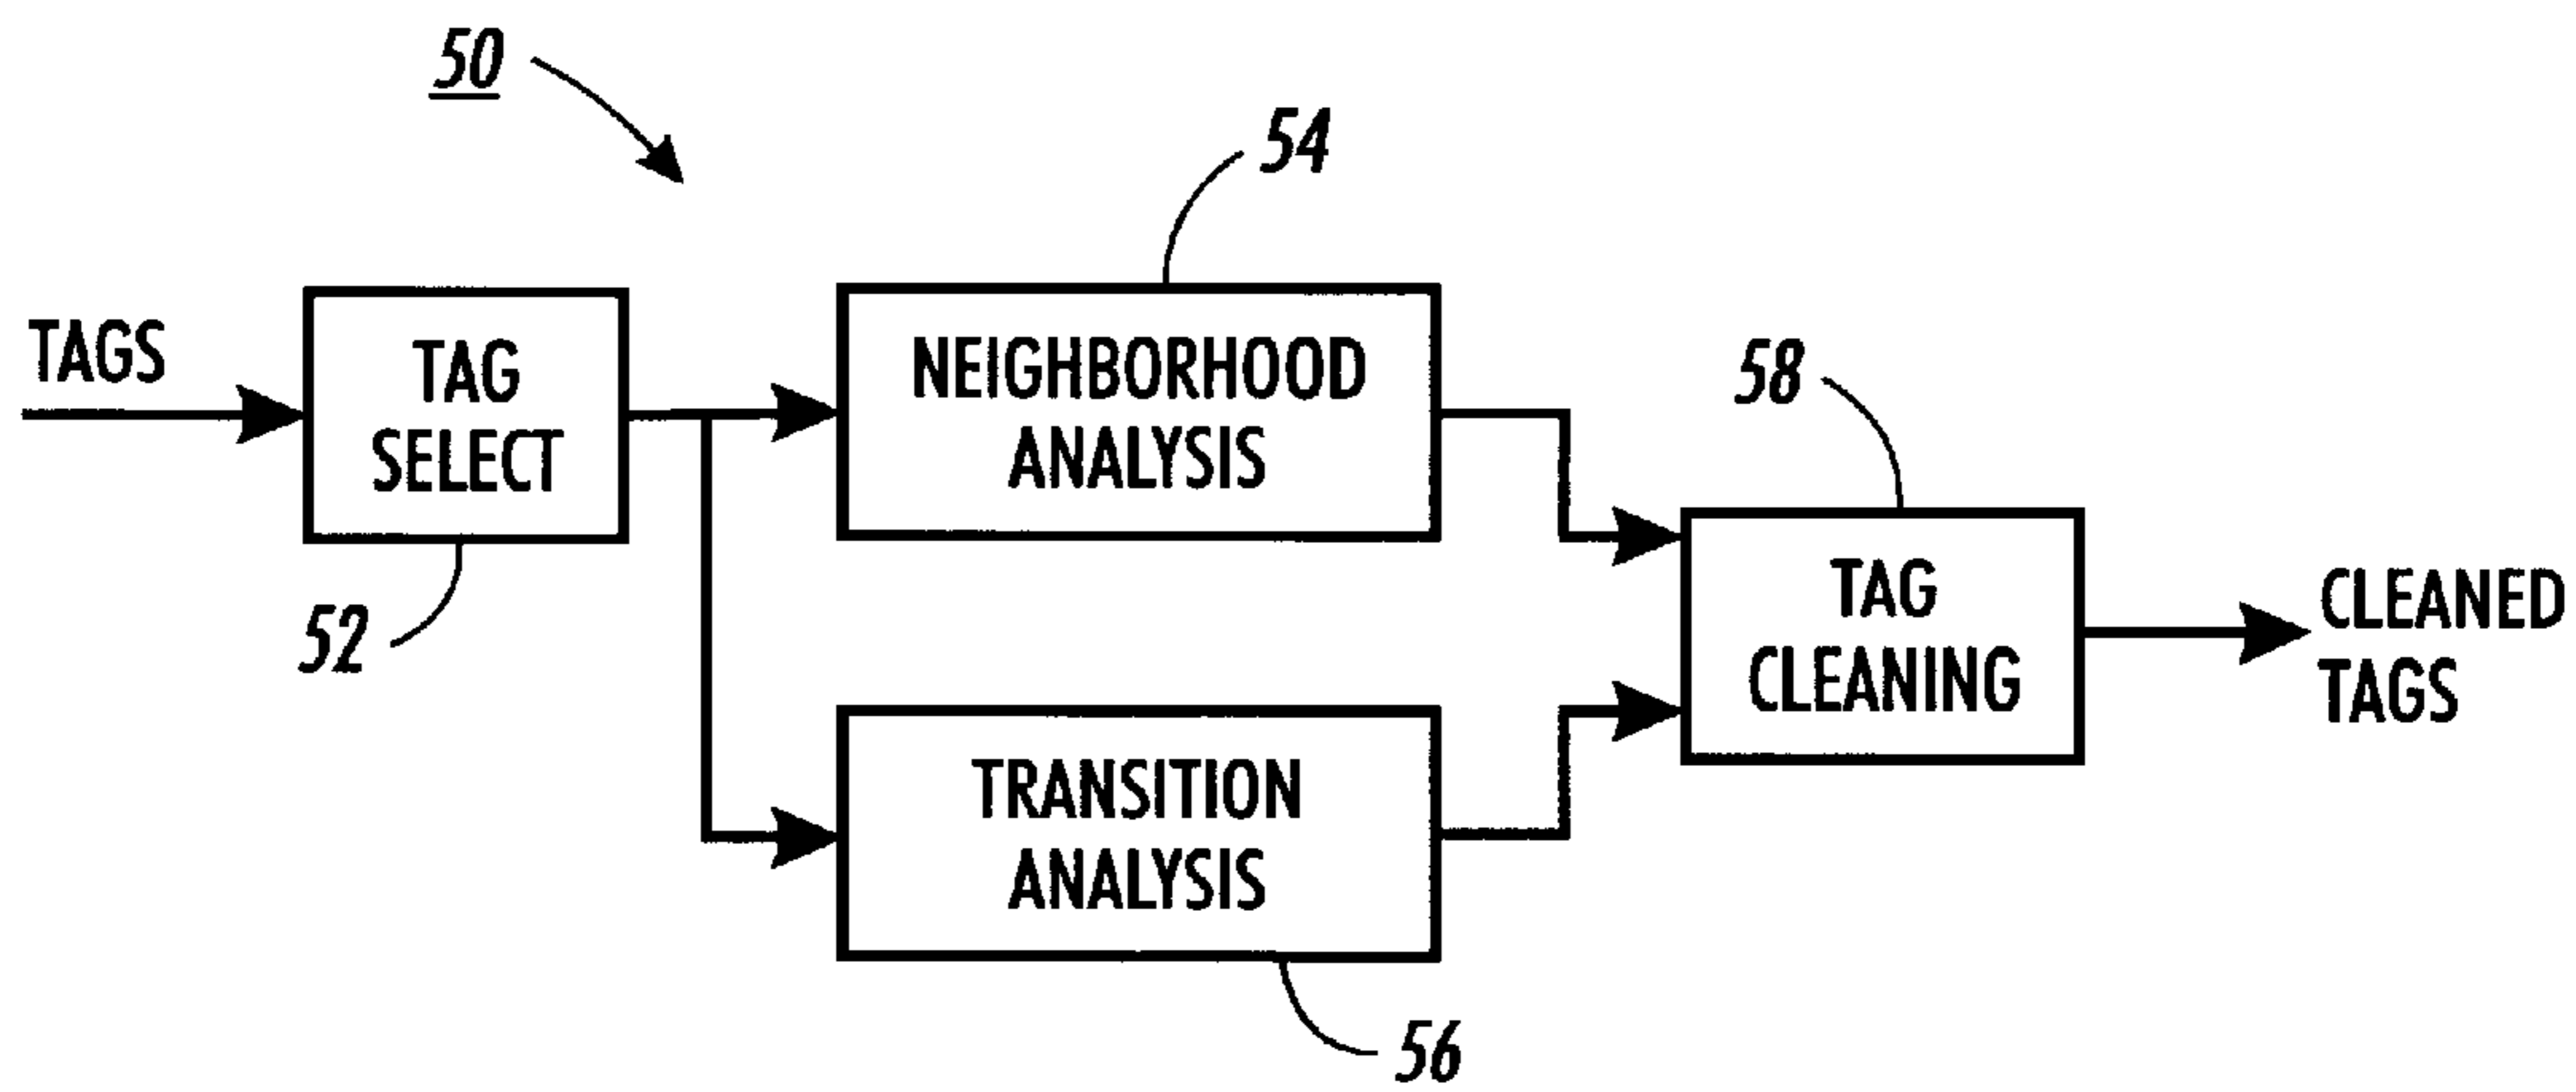 50
54
TAGS
TAG
SELECT
52
NEIGHBORHOOD
ANALYSIS
58
TAG
CLEANING
CLEANED
TAGS
TRANSITION
ANALYSIS
56